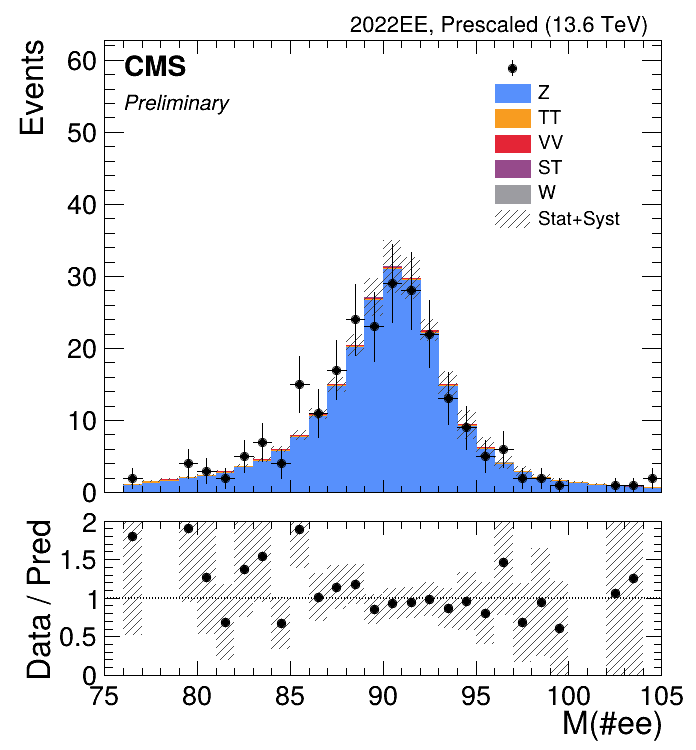 2022EE, Prescaled (13.6 TeV)
Events
60
50
40
30
20
10
0
CMS
Preliminary
Z
TT
VV
ST
W
Stat+Syst
Data / Pred
2
1.5
1
0.5
0
75 80 85 90 95 100 105
M(#ee)